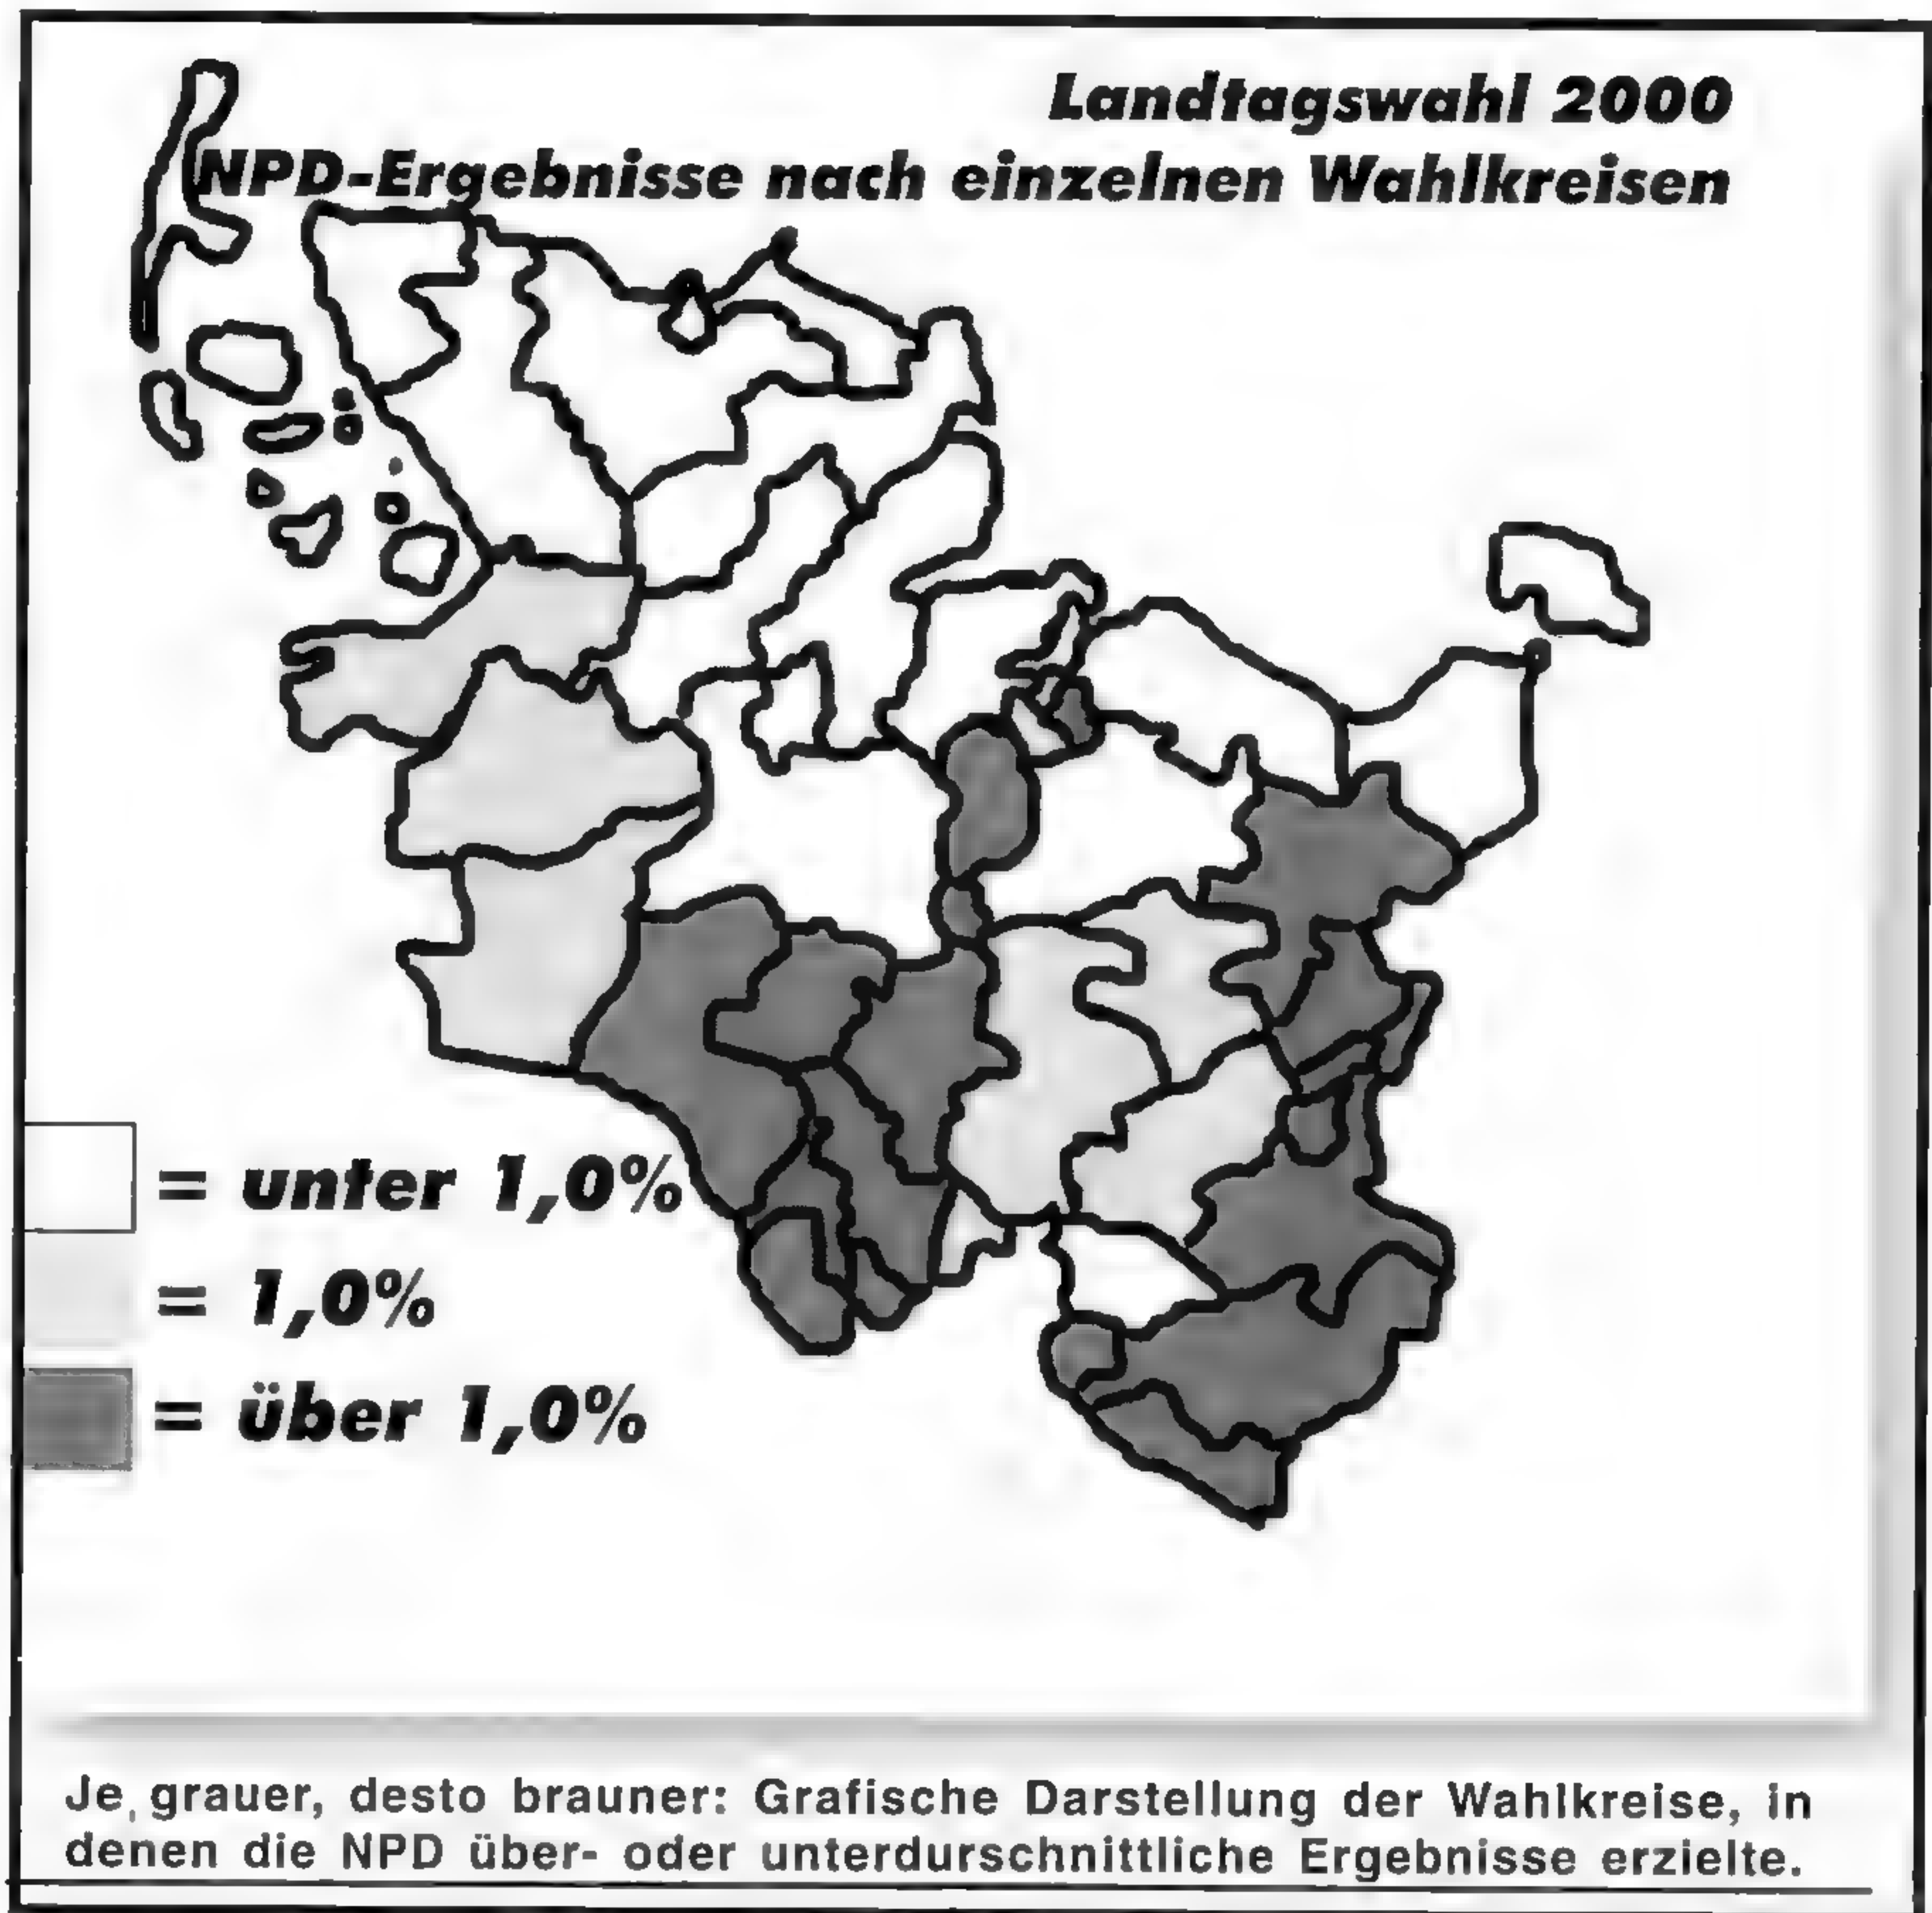 Landtagswahl 2000
NPD-Ergebnisse nach einzelnen Wahlkreisen
= unter 1,0%
= 1,0%
= über 1,0%
Je grauer, desto brauner: Grafische Darstellung der Wahlkreise, in
denen die NPD über- oder unterdurschnittliche Ergebnisse erzielte.